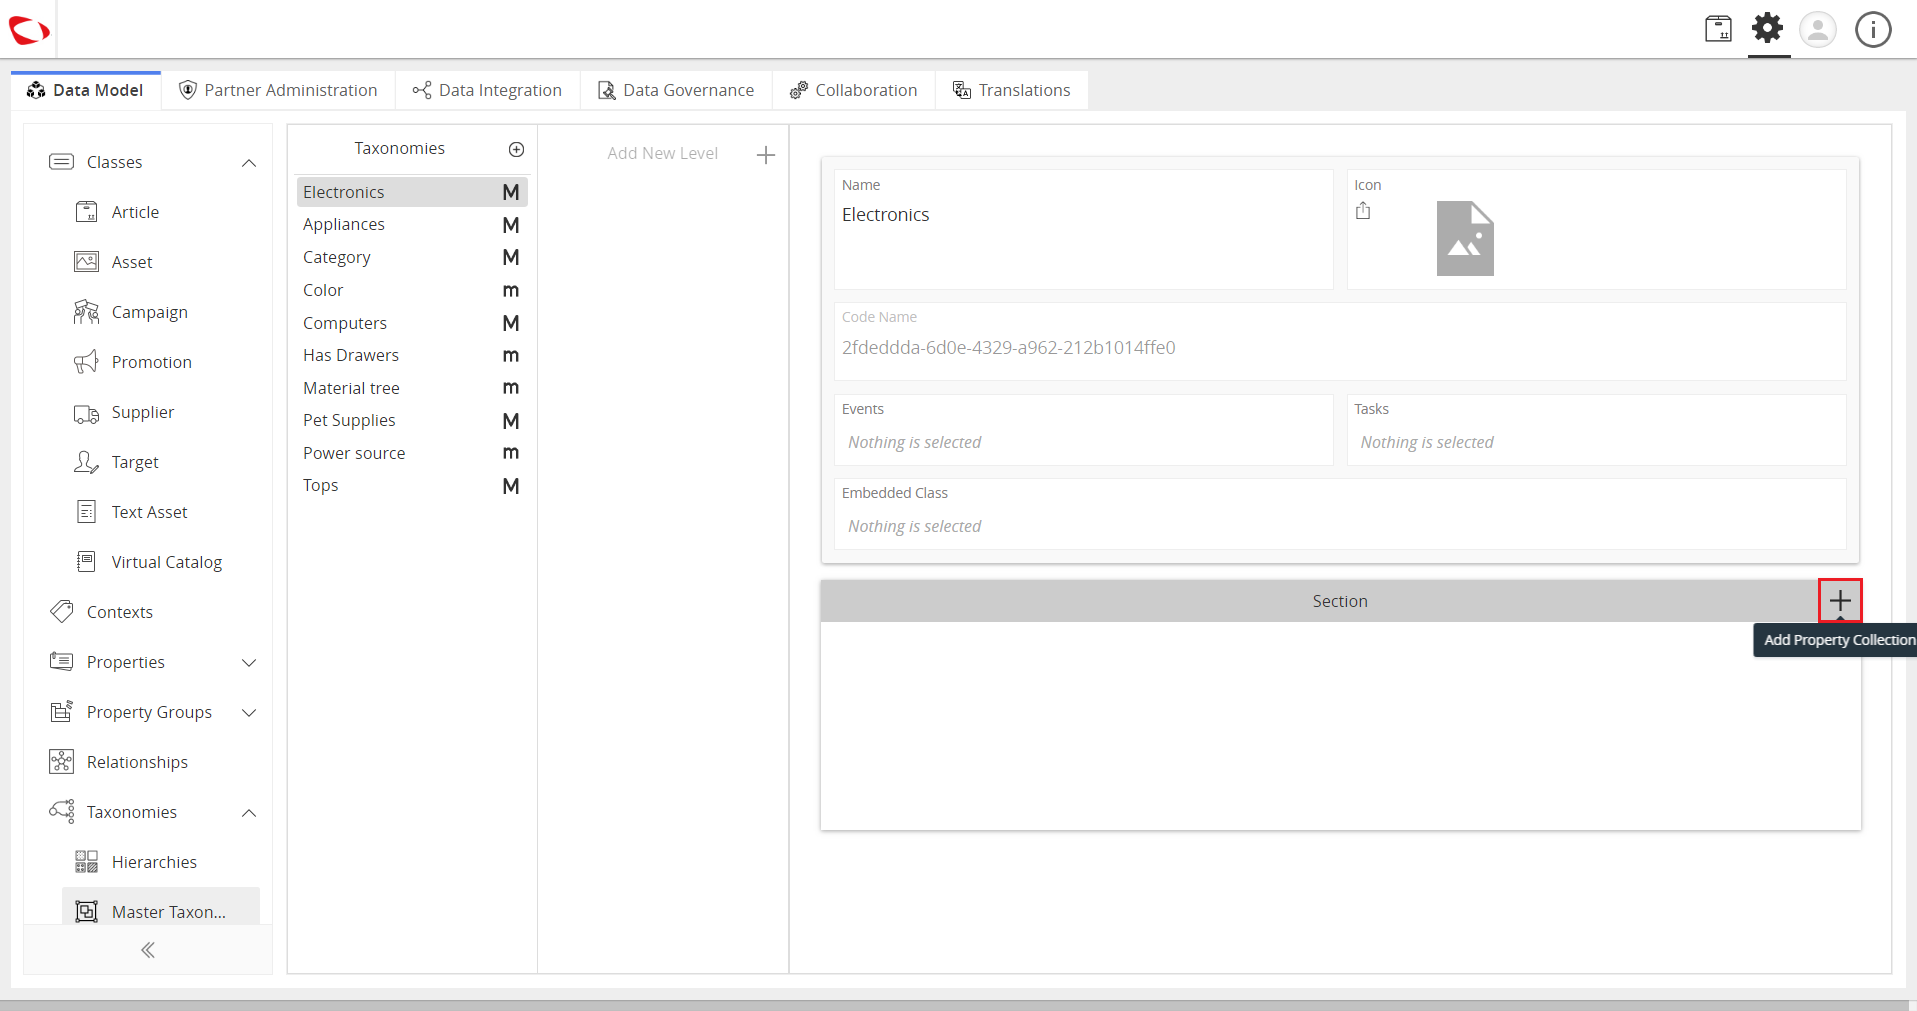 Data Model
Partner Administration
Data Integration
Data Governance
Collaboration
Translations
Classes
Article
Asset
Campaign
Promotion
Supplier
Target
Text Asset
Virtual Catalog
Contexts
Properties
Property Groups
Relationships
Taxonomies
Hierarchies
Master Taxon...
Taxonomies
Electronics M
Appliances M
Category M
Color m
Computers M
Has Drawers m
Material tree m
Pet Supplies M
Power source m
Tops M
Add New Level
Name
Electronics
Icon
Code Name
2fdeddda-6d0e-4329-a962-212b1014ffe0
Events
Nothing is selected
Tasks
Nothing is selected
Embedded Class
Nothing is selected
Section
Add Property Collection